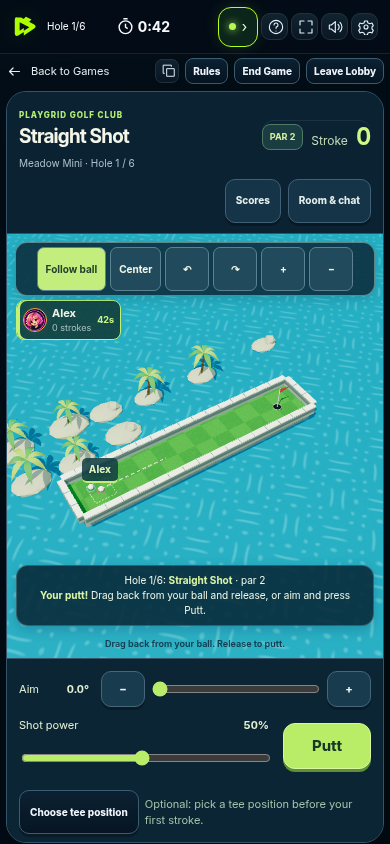 Hole 1/6
0:42
Back to Games
Rules
End Game
Leave Lobby
PLAYGRID GOLF CLUB
Straight Shot
PAR 2
Stroke 0
Meadow Mini · Hole 1 / 6
Scores
Room & chat
Follow ball
Center
↶
↷
+
−
Alex
0 strokes
42s
Alex
Hole 1/6: Straight Shot · par 2
Your putt! Drag back from your ball and release, or aim and press
Putt.
Drag back from your ball. Release to putt.
Aim
0.0°
−
+
Shot power
50%
Putt
Choose tee position
Optional: pick a tee position before your
first stroke.